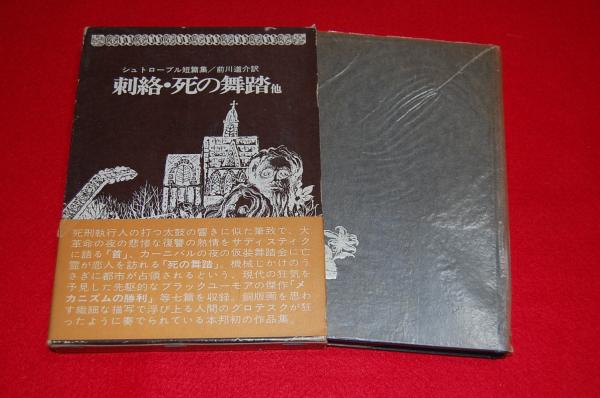 シュトローブル短篇集／前川道介訳
刺絡・死の舞踏他
死刑執行人の打つ太鼓の響きに似た筆致で、大
革命の夜の悲惨な復讐の熱情をサディスティク
に語る「首」、カーニバルの夜の仮装舞踏会に亡
霊が恋人を訪れる「死の舞踏」。機械じかけのう
さぎに都市が占領されるという、現代の狂気を
予見した先駆的なブラックユーモアの傑作「メ
カニズムの勝利」等七篇を収録。銅版画を思わ
す繊細な描写で浮び上る人間のグロテスクが狂
ったように奏でられている本邦初の作品集。